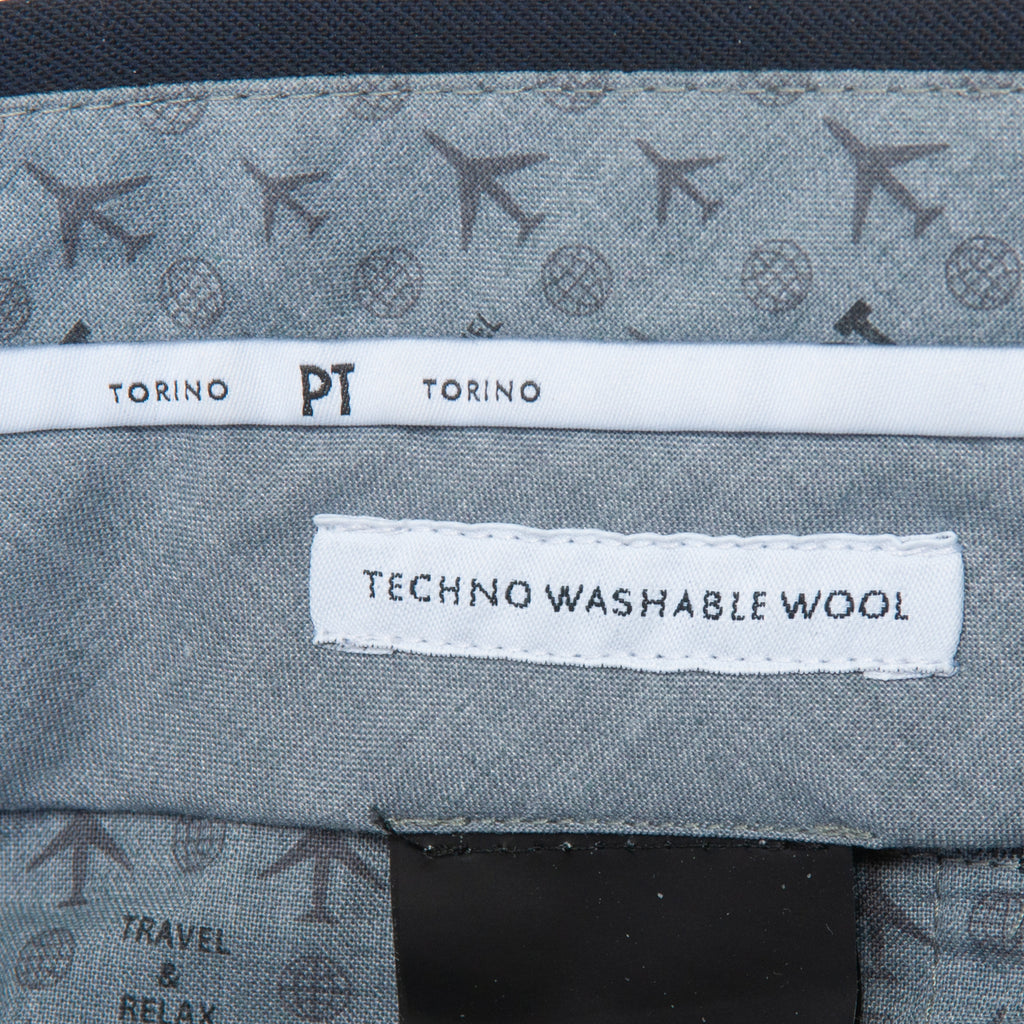 TORINO PT TORINO
TECHNO WASHABLE WOOL
TRAVEL
&
RELAX